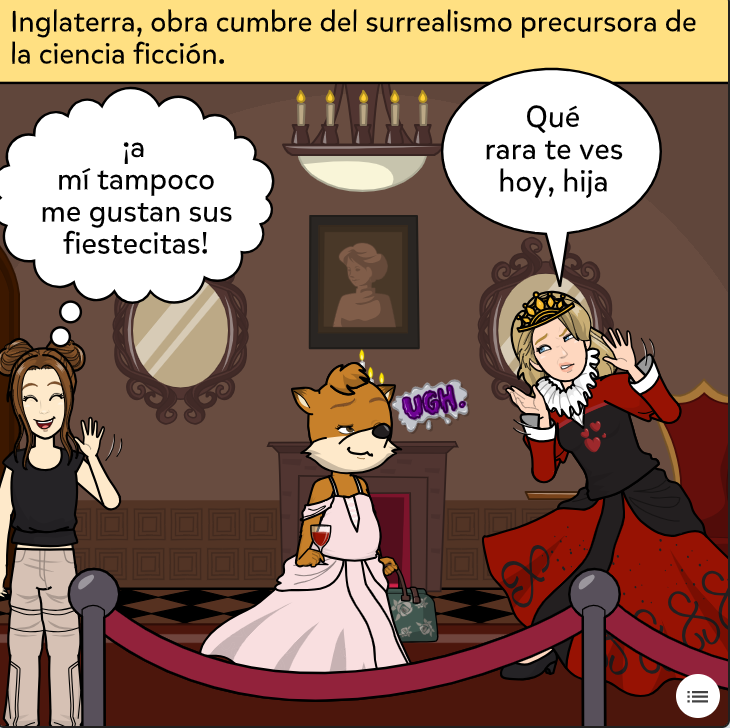 Inglaterra, obra cumbre del surrealismo precursora de
la ciencia ficción.
¡a
mí tampoco
me gustan sus
fiestecitas!
Qué
rara te ves
hoy, hija
UGH.